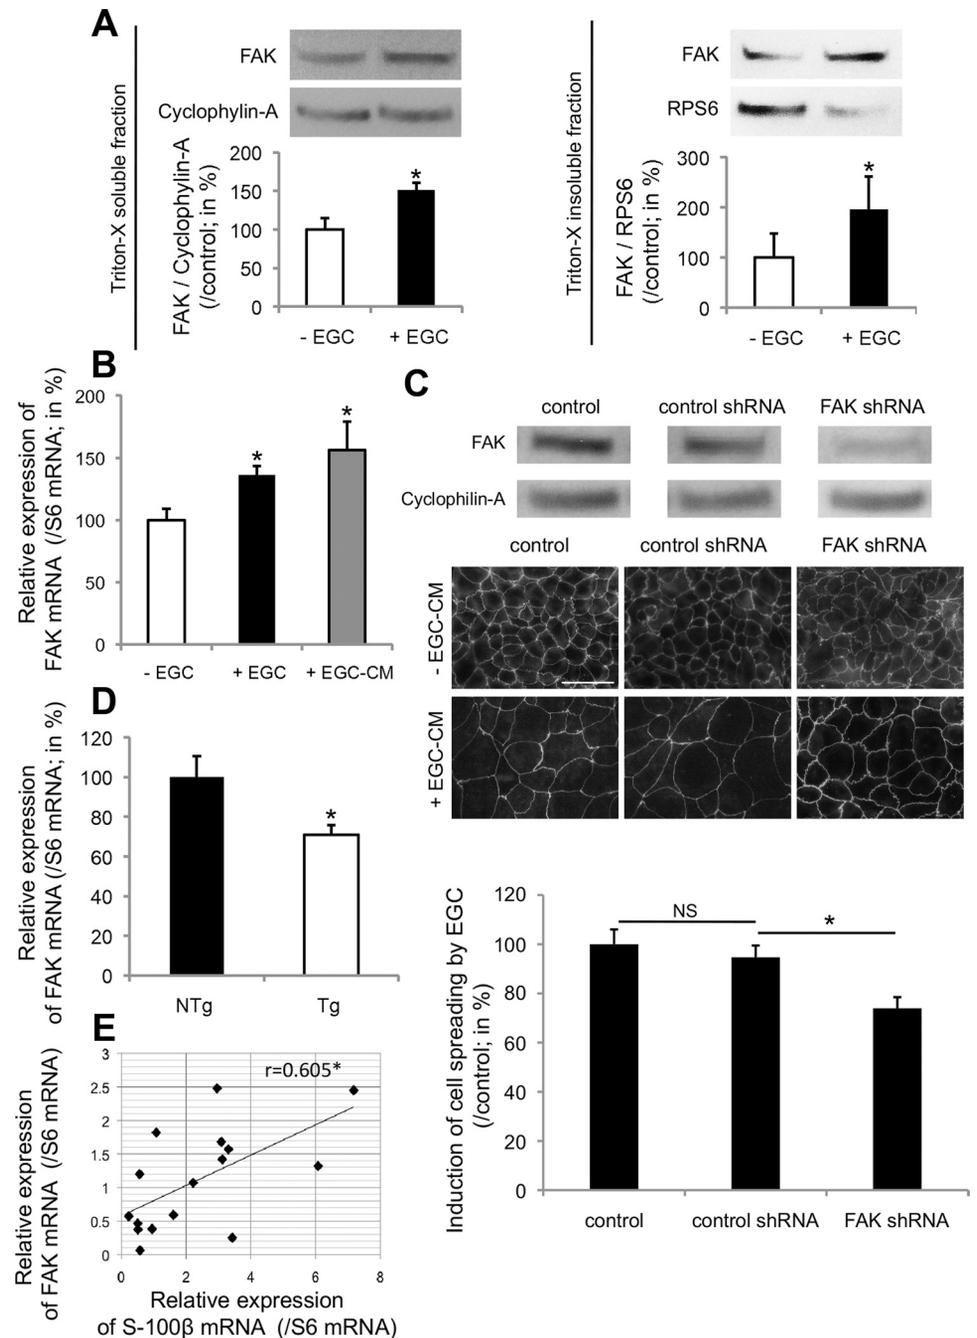 A
Triton-X soluble fraction
FAK
Cyclophylin-A
FAK / Cyclophylin-A
(/control; in %)
200
150
100
50
0
*
- EGC
+ EGC
Triton-X insoluble fraction
FAK
RPS6
FAK / RPS6
(/control; in %)
300
200
100
0
*
- EGC
+ EGC
B
Relative expression of
FAK mRNA (/S6 mRNA; in %)
200
150
100
50
0
*
*
- EGC
+ EGC
+ EGC-CM
C
control
control shRNA
FAK shRNA
FAK
Cyclophilin-A
control
control shRNA
FAK shRNA
- EGC-CM
+ EGC-CM
Induction of cell spreading by EGC
(/control; in %)
120
100
80
60
40
20
0
NS
*
control
control shRNA
FAK shRNA
D
Relative expression
of FAK mRNA (/S6 mRNA; in %)
120
100
80
60
40
20
0
*
NTg
Tg
E
Relative expression
of FAK mRNA (/S6 mRNA)
3
2.5
2
1.5
1
0.5
0
r=0.605*
0
2
4
6
8
Relative expression
of S-100β mRNA (/S6 mRNA)